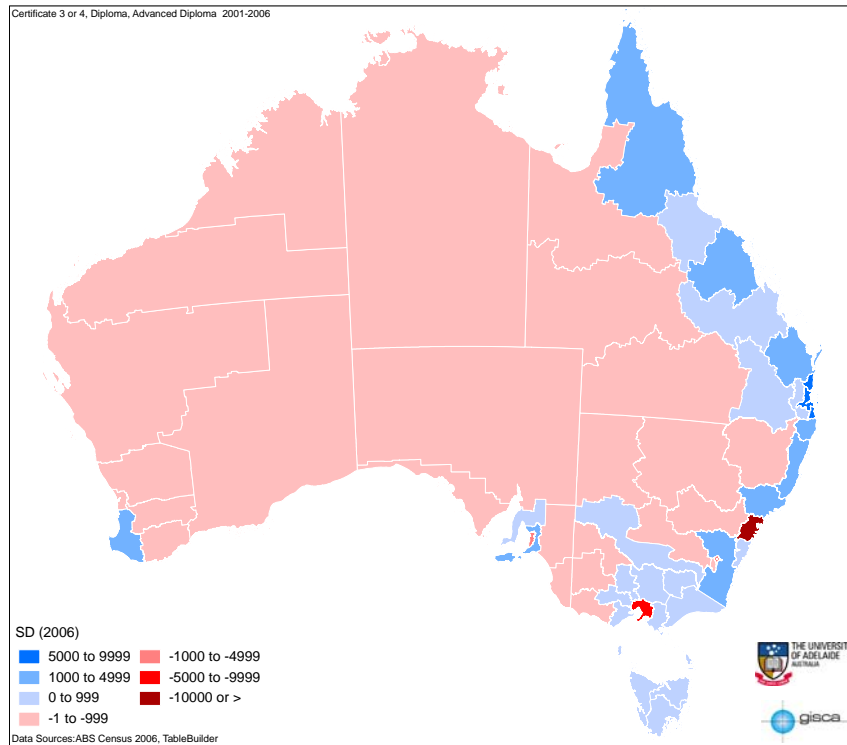 Certificate 3 or 4, Diploma, Advanced Diploma 2001-2006
SD (2006)
5000 to 9999
1000 to 4999
0 to 999
-1 to -999
-1000 to -4999
-5000 to -9999
-10000 or >
THE UNIVERSITY
OF ADELAIDE
AUSTRALIA
gisca
Data Sources:ABS Census 2006, TableBuilder